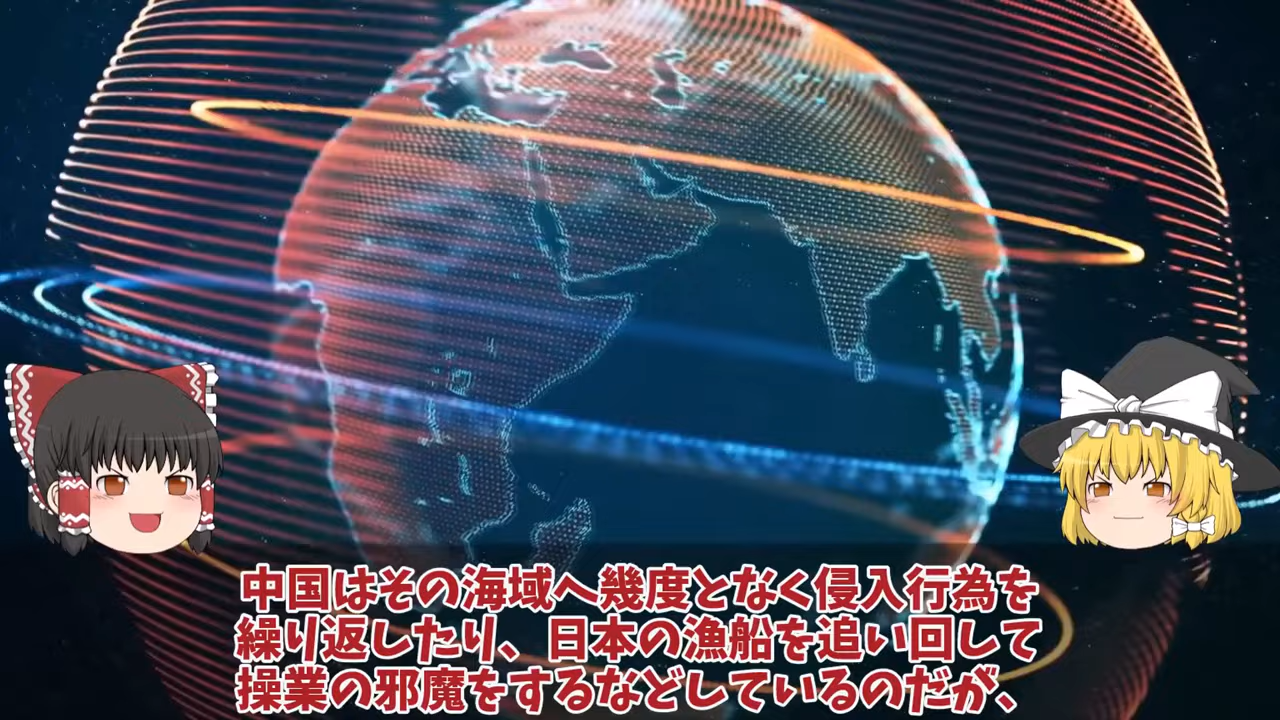 中国はその海域へ幾度となく侵入行為を
繰り返したり、日本の漁船を追い回して
操業の邪魔をするなどしているのだが、